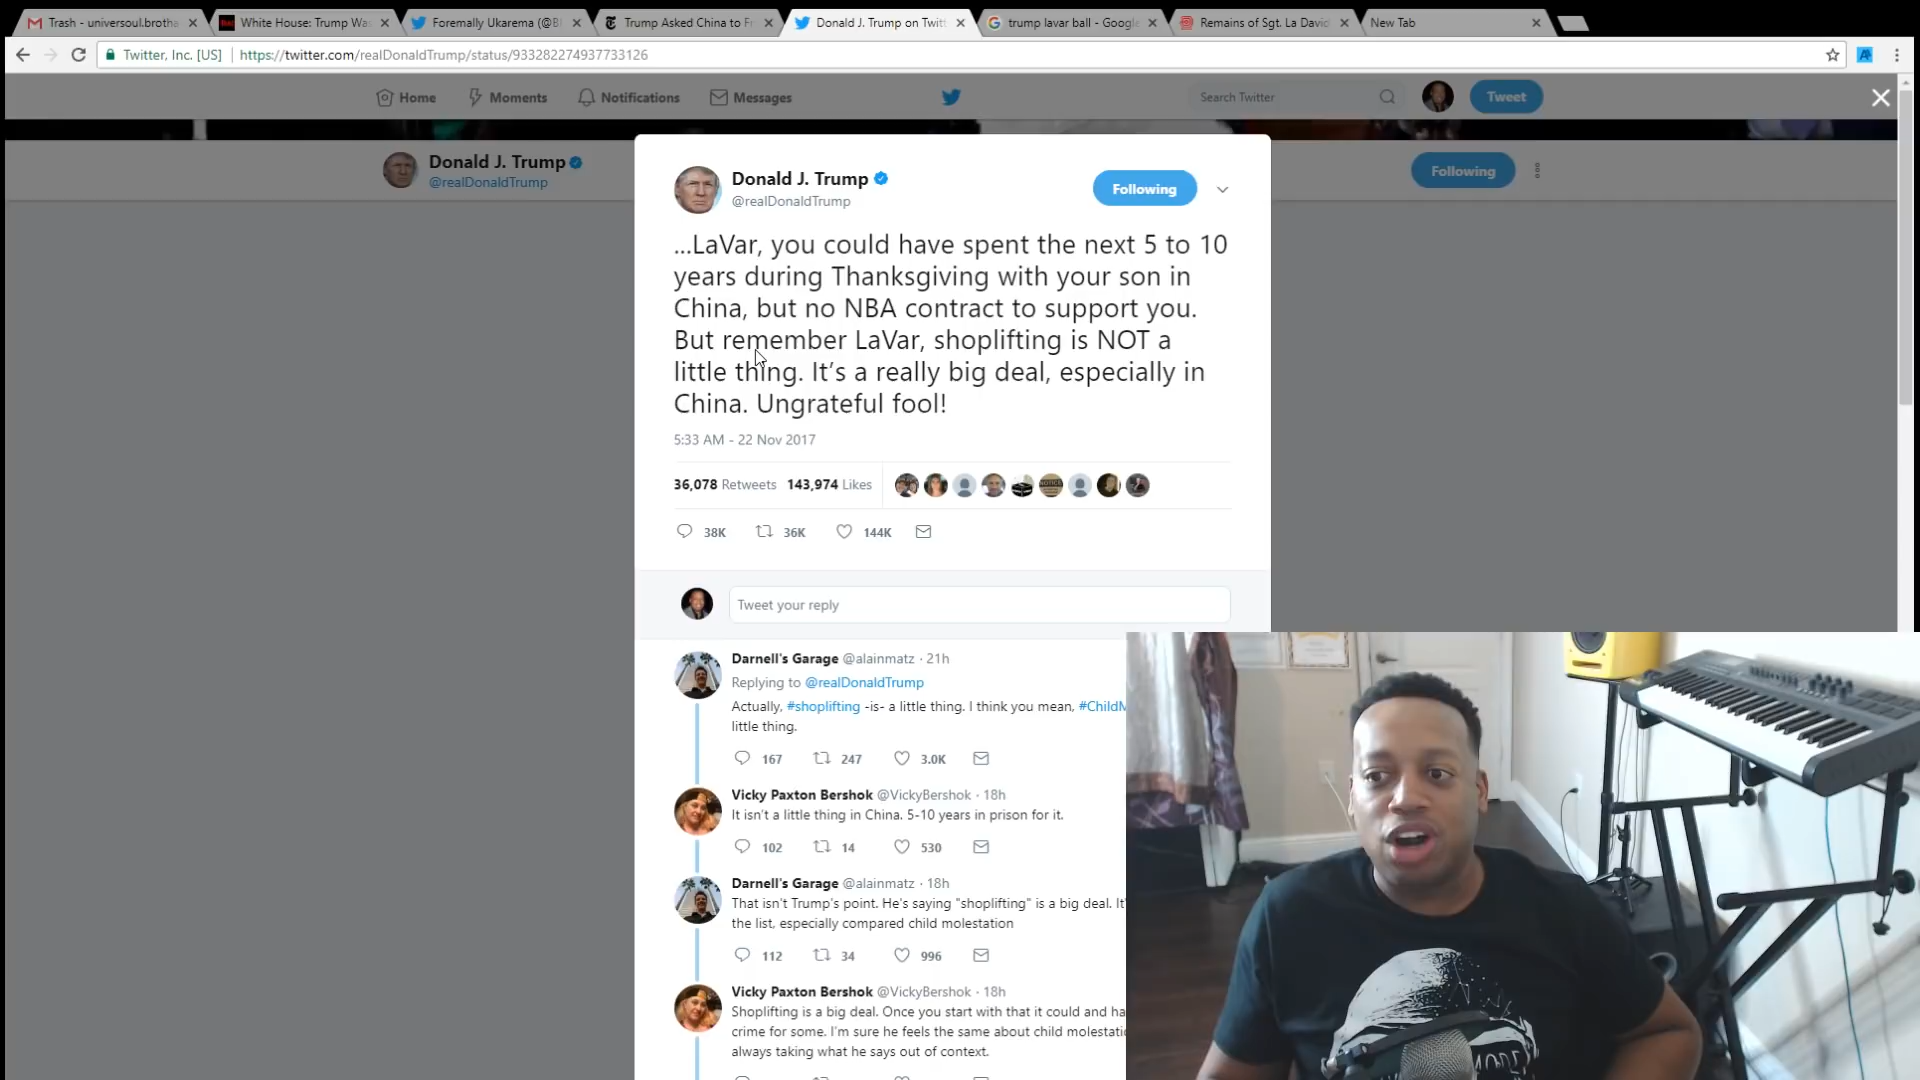 Trash - universoul.brotha
White House: Trump Was
Foremally Ukarema (@Bl
Trump Asked China to Fr
Donald J. Trump on Twitt
trump lavar ball - Google
Remains of Sgt. La David
New Tab
Twitter, Inc. [US] https://twitter.com/realDonaldTrump/status/933282274937733126
Home Moments Notifications Messages
Search Twitter
Tweet
Donald J. Trump
@realDonaldTrump
Following
Donald J. Trump
@realDonaldTrump
Following
...LaVar, you could have spent the next 5 to 10
years during Thanksgiving with your son in
China, but no NBA contract to support you.
But remember LaVar, shoplifting is NOT a
little thing. It’s a really big deal, especially in
China. Ungrateful fool!
5:33 AM - 22 Nov 2017
36,078 Retweets 143,974 Likes
38K 36K 144K
Tweet your reply
Darnell's Garage @alainmatz · 21h
Replying to @realDonaldTrump
Actually, #shoplifting -is- a little thing. I think you mean, #ChildM
little thing.
167 247 3.0K
Vicky Paxton Bershok @VickyBershok · 18h
It isn't a little thing in China. 5-10 years in prison for it.
102 14 530
Darnell's Garage @alainmatz · 18h
That isn't Trump's point. He's saying "shoplifting" is a big deal. It'
the list, especially compared child molestation
112 34 996
Vicky Paxton Bershok @VickyBershok · 18h
Shoplifting is a big deal. Once you start with that it could and ha
crime for some. I'm sure he feels the same about child molestatio
always taking what he says out of context.